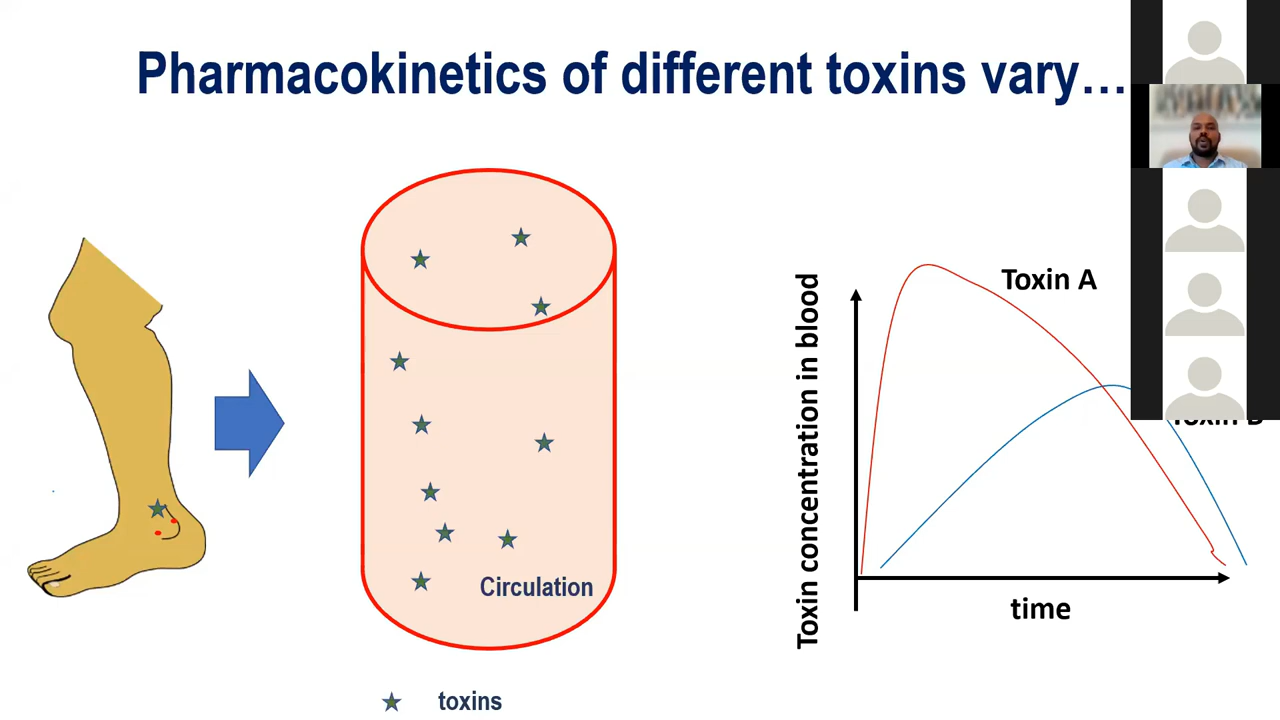 Pharmacokinetics of different toxins vary…
Toxin A
Toxin concentration in blood
Circulation
time
toxins